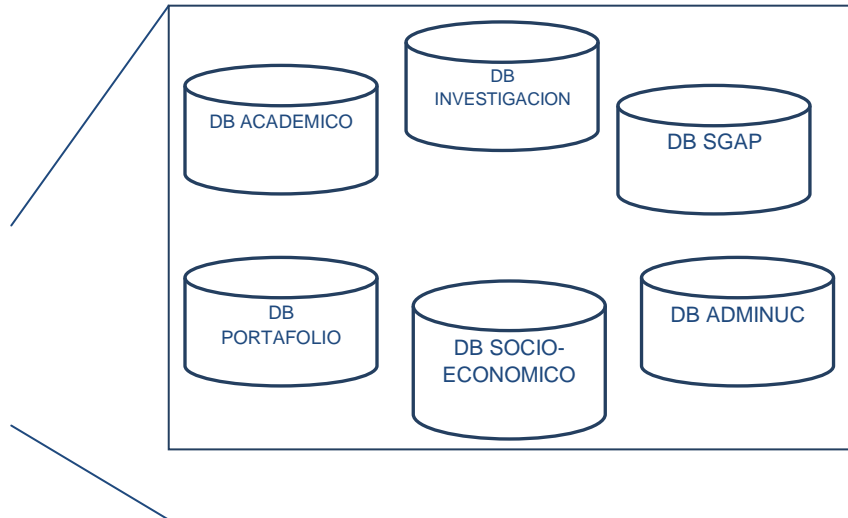 DB ACADEMICO
DB
INVESTIGACION
DB SGAP
DB
PORTAFOLIO
DB SOCIO-
ECONOMICO
DB ADMINUC